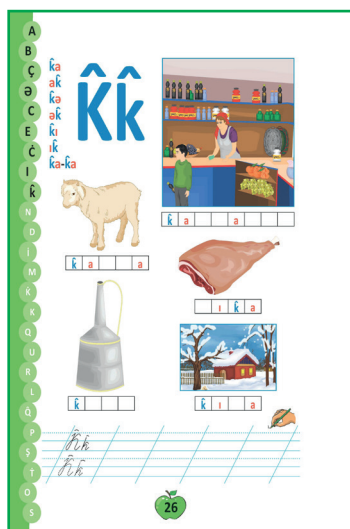 A
B
Ç
Ə
C
E
Ċ
I
k̂
N
D
İ
M
K
Q
U
R
L
P
Ş
O
S
k̂a
ak̂
k̂ə
ək̂
k̂ı
ık̂
k̂a-k̂a
K̂k̂
k̂ a a
k̂ a a
ı k̂ a
k̂
k̂ ı a
K̂ k̂
K̂ k̂
26